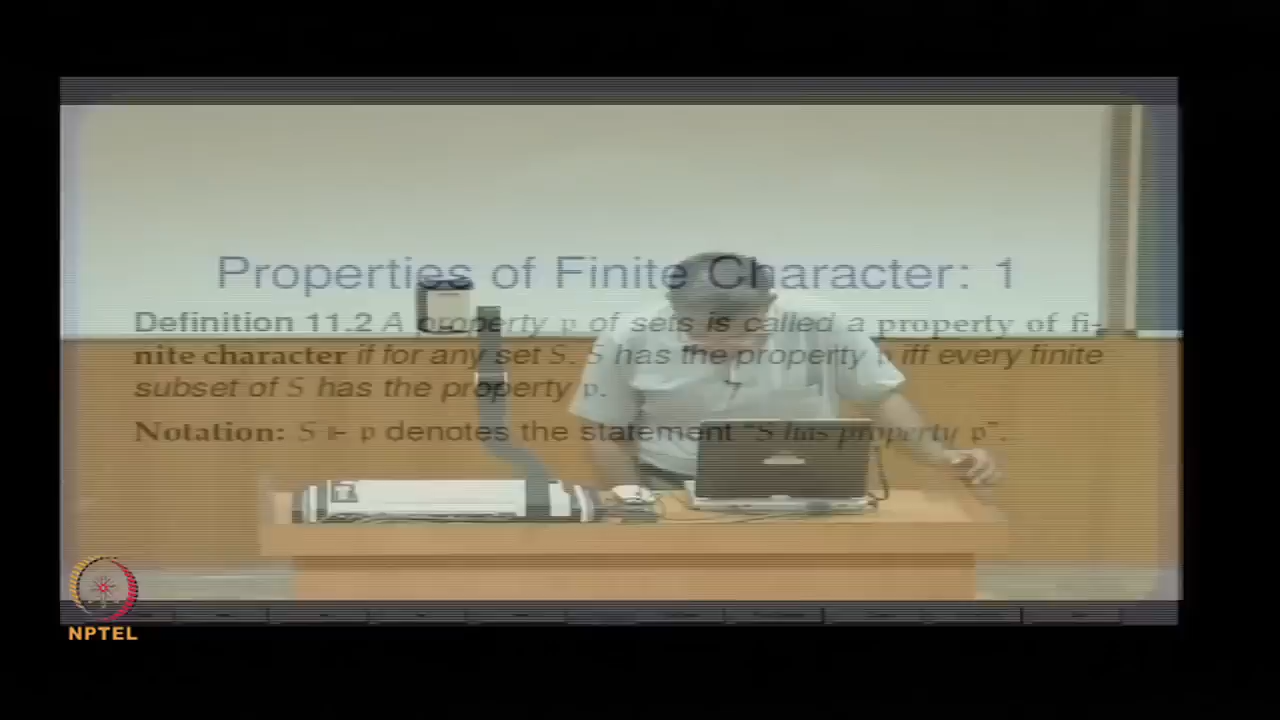 Properties of Finite Character: 1
Definition 11.2 A property p of sets is called a property of fi-
nite character if for any set S, S has the property p iff every finite
subset of S has the property p.
Notation: S ⊩ p denotes the statement “S has property p”.
NPTEL